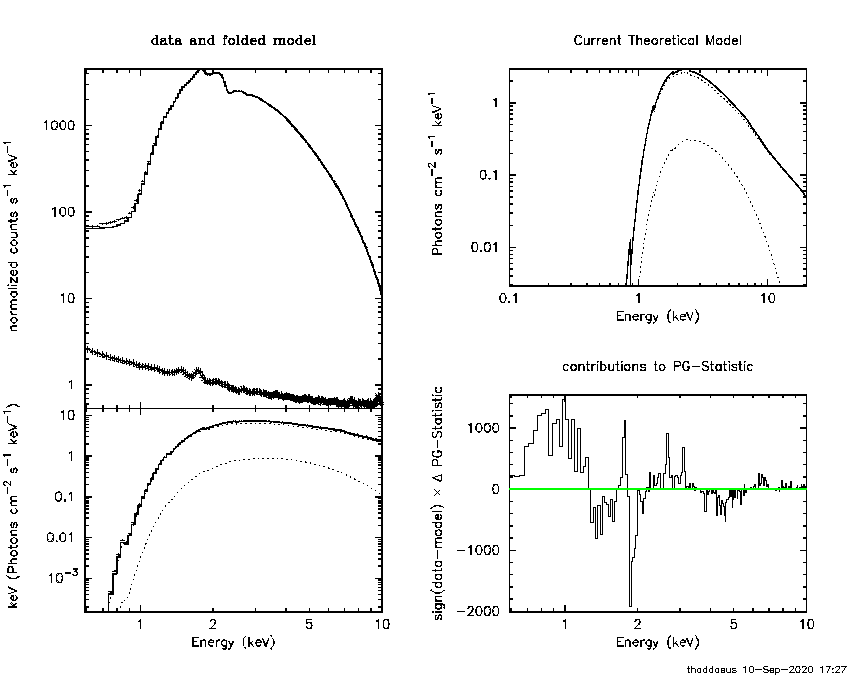 data and folded model
normalized counts s⁻¹ keV⁻¹
1000
100
10
1
keV (Photons cm⁻² s⁻¹ keV⁻¹)
10
1
0.1
0.01
10⁻³
1 2 5 10
Energy (keV)
Current Theoretical Model
Photons cm⁻² s⁻¹ keV⁻¹
1
0.1
0.01
0.1 1 10
Energy (keV)
contributions to PG-Statistic
sign(data-model) × Δ PG-Statistic
1000
0
-1000
-2000
1 2 5 10
Energy (keV)
thaddaeus 10-Sep-2020 17:27